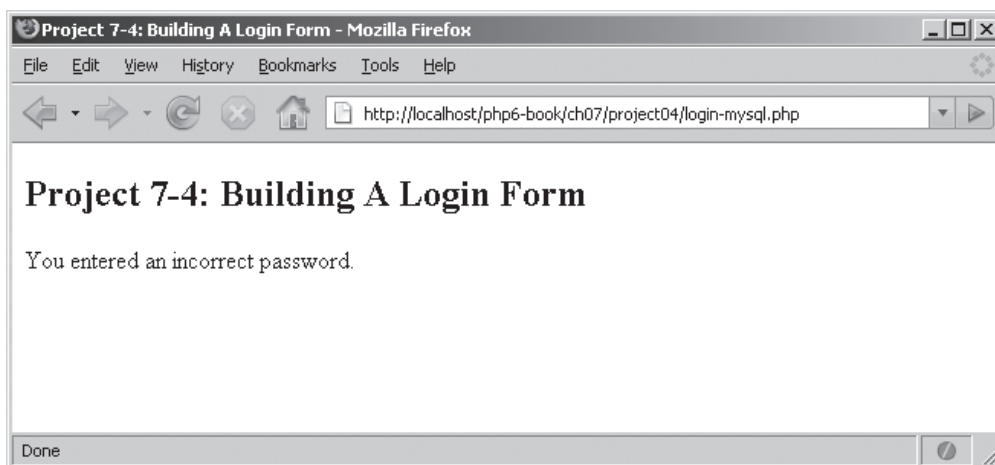 Project 7-4: Building A Login Form - Mozilla Firefox
File Edit View History Bookmarks Tools Help
http://localhost/php6-book/ch07/project04/login-mysql.php
Project 7-4: Building A Login Form
You entered an incorrect password.
Done